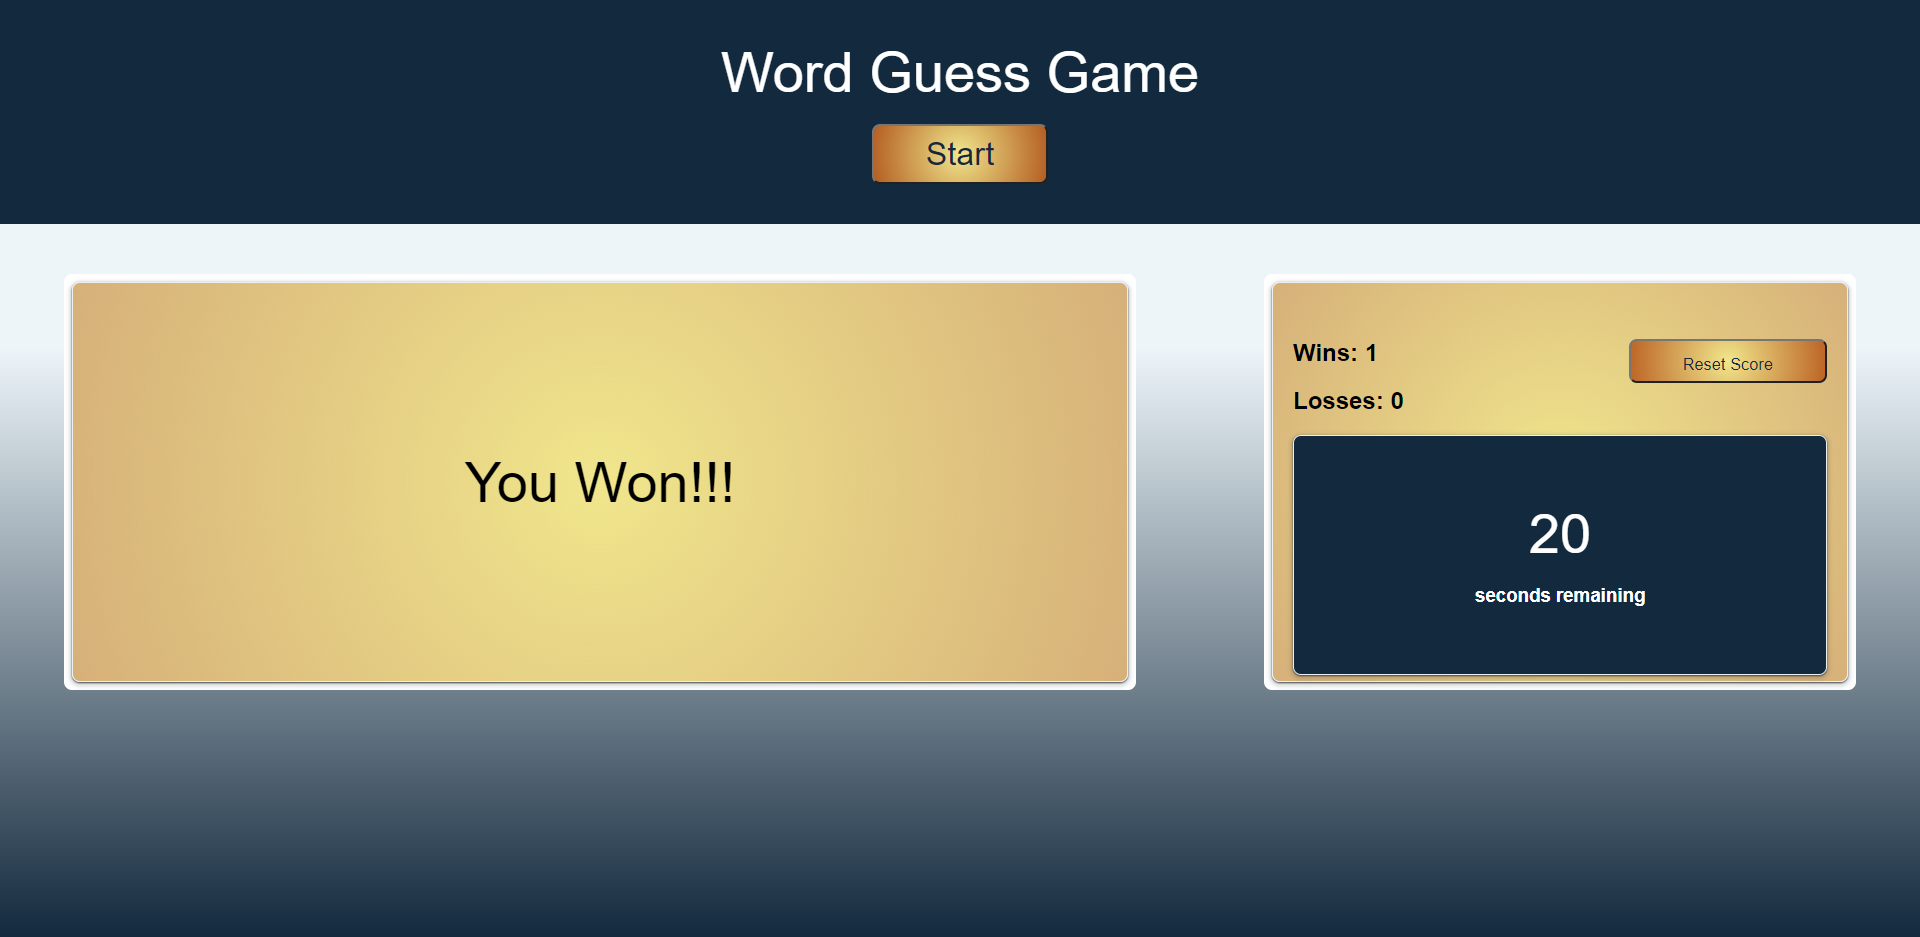 Word Guess Game
Start
You Won!!!
Wins: 1
Reset Score
Losses: 0
20
seconds remaining